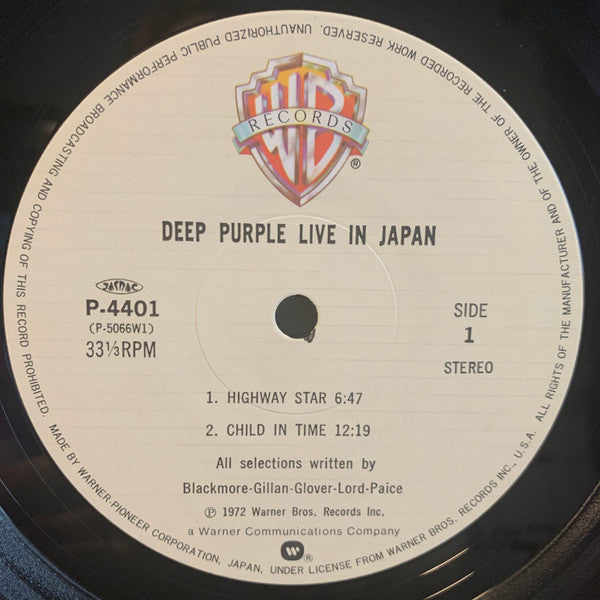 WB
RECORDS
®
DEEP PURPLE LIVE IN JAPAN
JASRAC
P-4401
(P-5066W1)
33⅓RPM
SIDE
1
STEREO
1. HIGHWAY STAR 6:47
2. CHILD IN TIME 12:19
All selections written by
Blackmore-Gillan-Glover-Lord-Paice
Ⓟ 1972 Warner Bros. Records Inc.
a Warner Communications Company
®
MADE BY WARNER-PIONEER CORPORATION, JAPAN, UNDER LICENSE FROM WARNER BROS. RECORDS INC., U.S.A. ALL RIGHTS OF THE MANUFACTURER AND OF THE OWNER OF THE RECORDED WORK RESERVED. UNAUTHORIZED PUBLIC PERFORMANCE BROADCASTING AND COPYING OF THIS RECORD PROHIBITED.